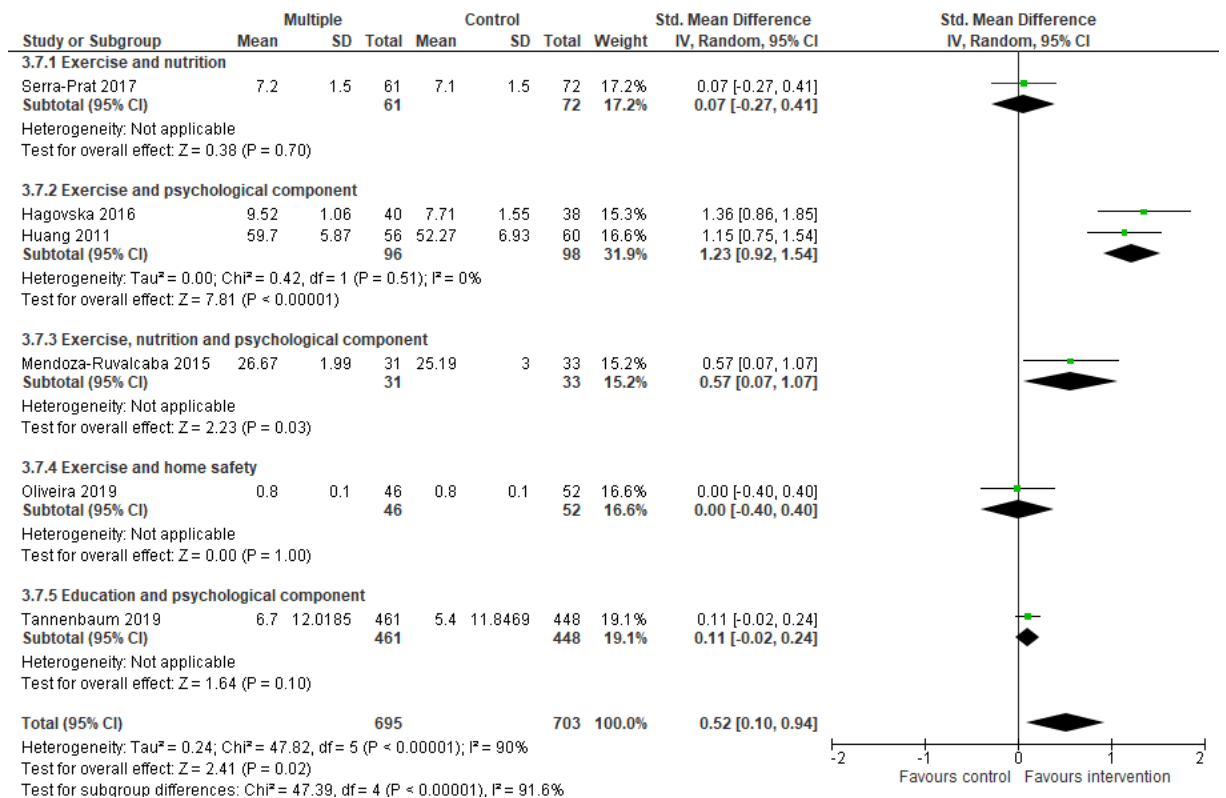 Multiple Control Std. Mean Difference Std. Mean Difference
Study or Subgroup Mean SD Total Mean SD Total Weight IV, Random, 95% CI IV, Random, 95% CI
3.7.1 Exercise and nutrition
Serra-Prat 2017 7.2 1.5 61 7.1 1.5 72 17.2% 0.07 [-0.27, 0.41]
Subtotal (95% CI) 61 72 17.2% 0.07 [-0.27, 0.41]
Heterogeneity: Not applicable
Test for overall effect: Z = 0.38 (P = 0.70)
3.7.2 Exercise and psychological component
Hagovska 2016 9.52 1.06 40 7.71 1.55 38 15.3% 1.36 [0.86, 1.85]
Huang 2011 59.7 5.87 56 52.27 6.93 60 16.6% 1.15 [0.75, 1.54]
Subtotal (95% CI) 96 98 31.9% 1.23 [0.92, 1.54]
Heterogeneity: Tau² = 0.00; Chi² = 0.42, df = 1 (P = 0.51); I² = 0%
Test for overall effect: Z = 7.81 (P < 0.00001)
3.7.3 Exercise, nutrition and psychological component
Mendoza-Ruvalcaba 2015 26.67 1.99 31 25.19 3 33 15.2% 0.57 [0.07, 1.07]
Subtotal (95% CI) 31 33 15.2% 0.57 [0.07, 1.07]
Heterogeneity: Not applicable
Test for overall effect: Z = 2.23 (P = 0.03)
3.7.4 Exercise and home safety
Oliveira 2019 0.8 0.1 46 0.8 0.1 52 16.6% 0.00 [-0.40, 0.40]
Subtotal (95% CI) 46 52 16.6% 0.00 [-0.40, 0.40]
Heterogeneity: Not applicable
Test for overall effect: Z = 0.00 (P = 1.00)
3.7.5 Education and psychological component
Tannenbaum 2019 6.7 12.0185 461 5.4 11.8469 448 19.1% 0.11 [-0.02, 0.24]
Subtotal (95% CI) 461 448 19.1% 0.11 [-0.02, 0.24]
Heterogeneity: Not applicable
Test for overall effect: Z = 1.64 (P = 0.10)
Total (95% CI) 695 703 100.0% 0.52 [0.10, 0.94]
Heterogeneity: Tau² = 0.24; Chi² = 47.82, df = 5 (P < 0.00001); I² = 90%
Test for overall effect: Z = 2.41 (P = 0.02)
Test for subgroup differences: Chi² = 47.39, df = 4 (P < 0.00001), I² = 91.6%
-2 -1 0 1 2
Favours control Favours intervention